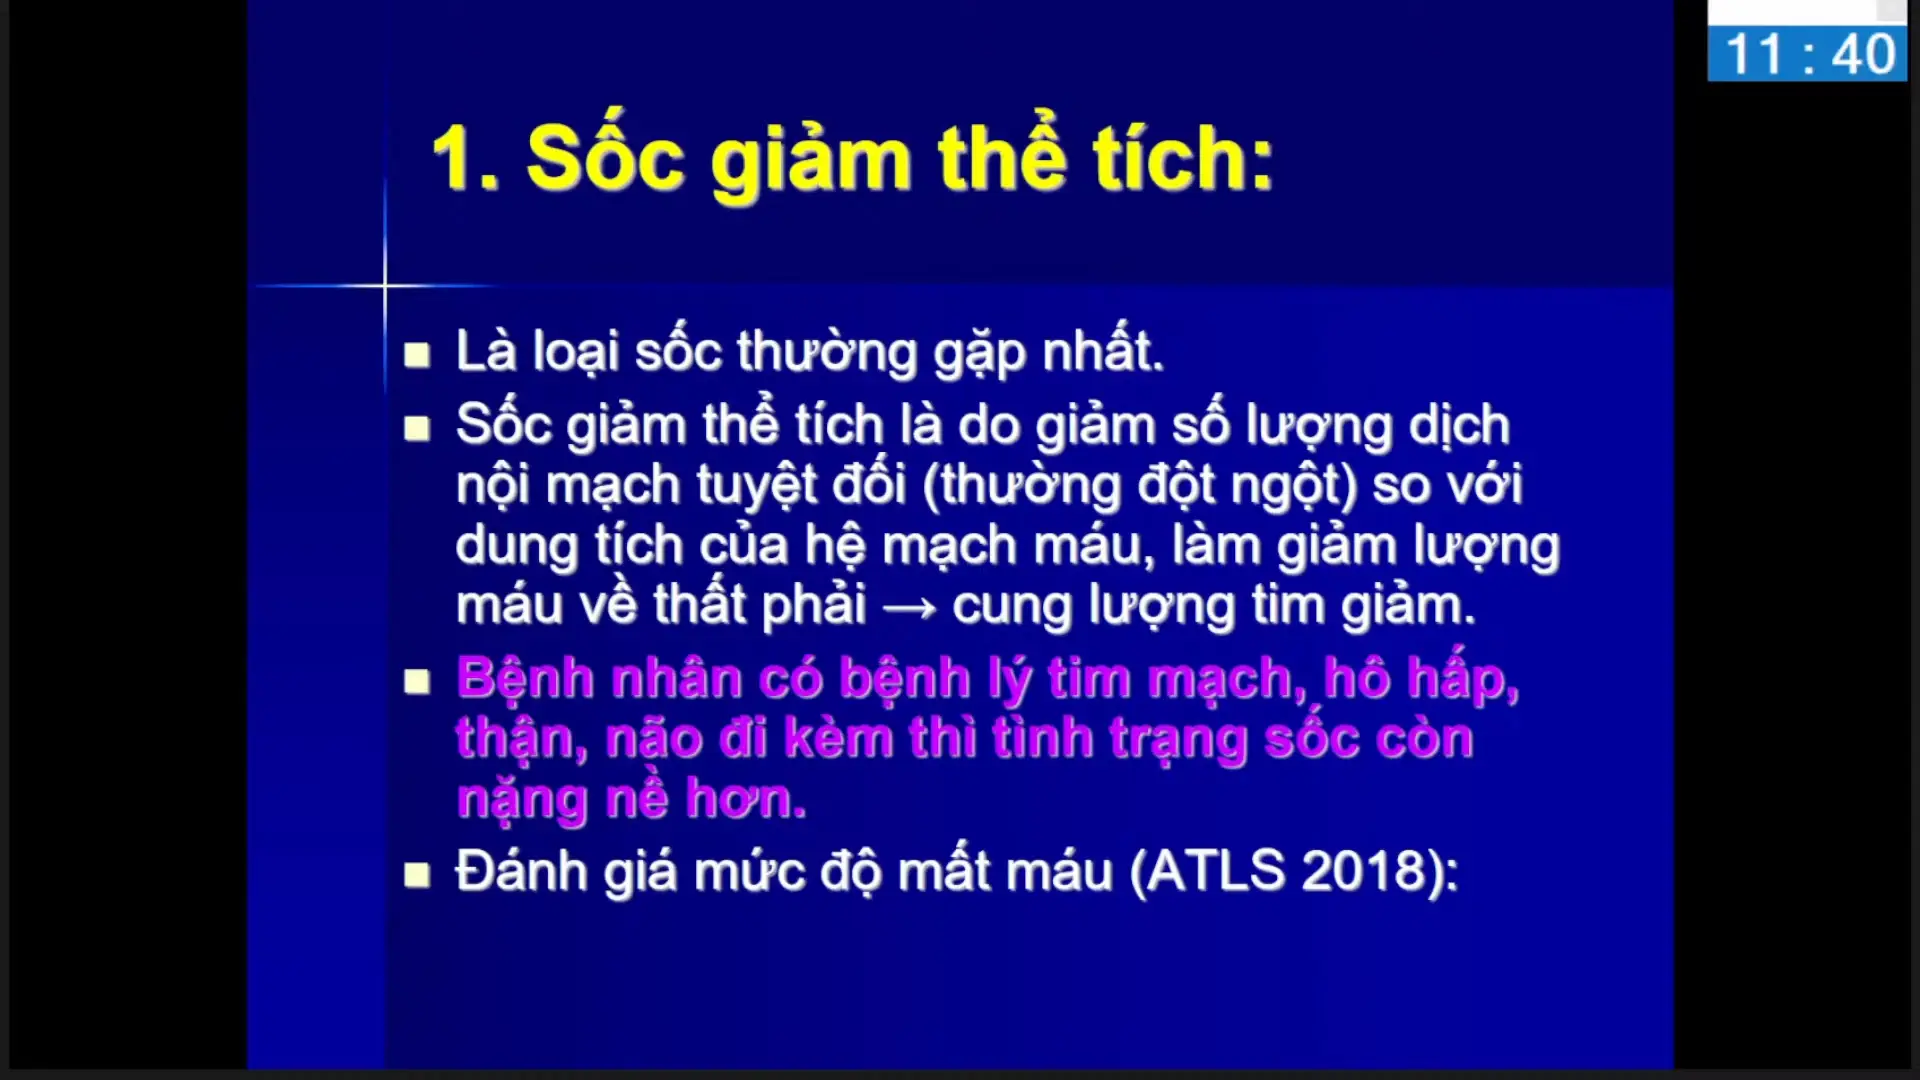 11 : 40
1. Sốc giảm thể tích:
Là loại sốc thường gặp nhất.
Sốc giảm thể tích là do giảm số lượng dịch
nội mạch tuyệt đối (thường đột ngột) so với
dung tích của hệ mạch máu, làm giảm lượng
máu về thất phải → cung lượng tim giảm.
Bệnh nhân có bệnh lý tim mạch, hô hấp,
thận, não đi kèm thì tình trạng sốc còn
nặng nề hơn.
Đánh giá mức độ mất máu (ATLS 2018):